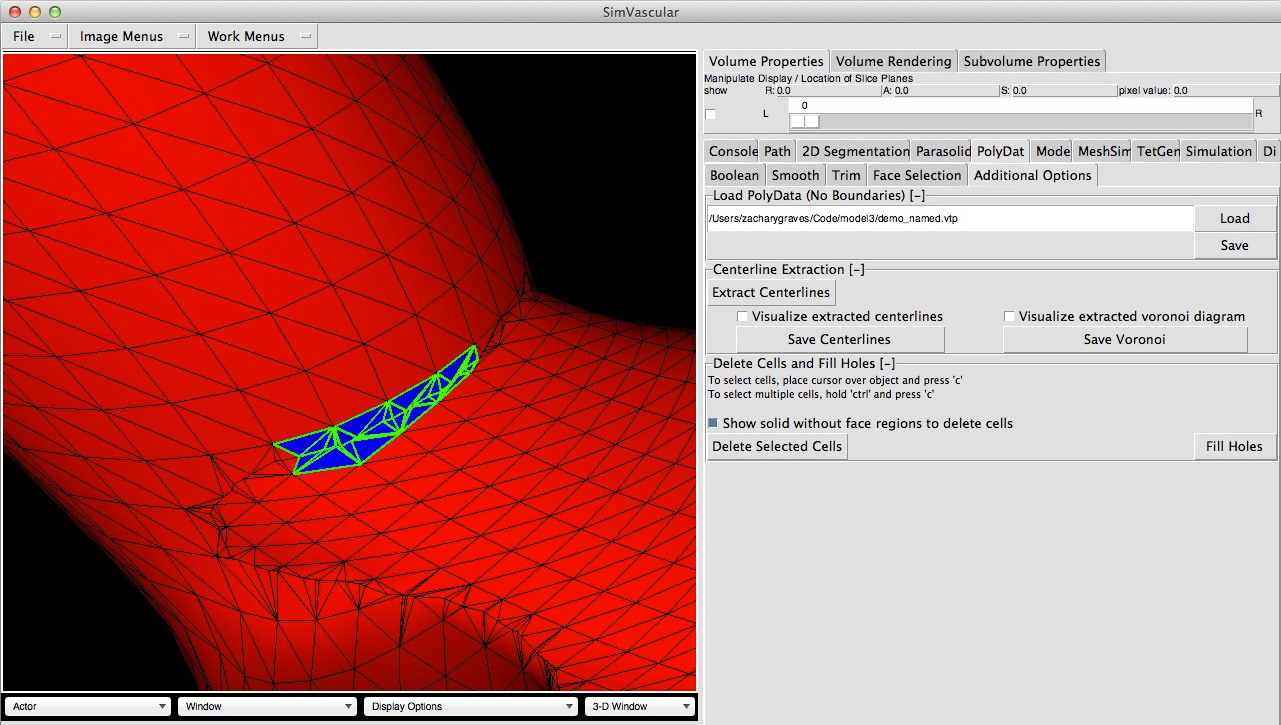 SimVascular
File Image Menus Work Menus
Volume Properties Volume Rendering Subvolume Properties
Manipulate Display / Location of Slice Planes
show R: 0.0 A: 0.0 S: 0.0 pixel value: 0.0
0
L R
Console Path 2D Segmentation Parasolid PolyDat Mode MeshSim TetGen Simulation Di
Boolean Smooth Trim Face Selection Additional Options
Load PolyData (No Boundaries) [-]
/Users/zacharygraves/Code/model3/demo_named.vtp Load
Save
Centerline Extraction [-]
Extract Centerlines
Visualize extracted centerlines Visualize extracted voronoi diagram
Save Centerlines Save Voronoi
Delete Cells and Fill Holes [-]
To select cells, place cursor over object and press 'c'
To select multiple cells, hold 'ctrl' and press 'c'
Show solid without face regions to delete cells
Delete Selected Cells Fill Holes
Actor Window Display Options 3-D Window